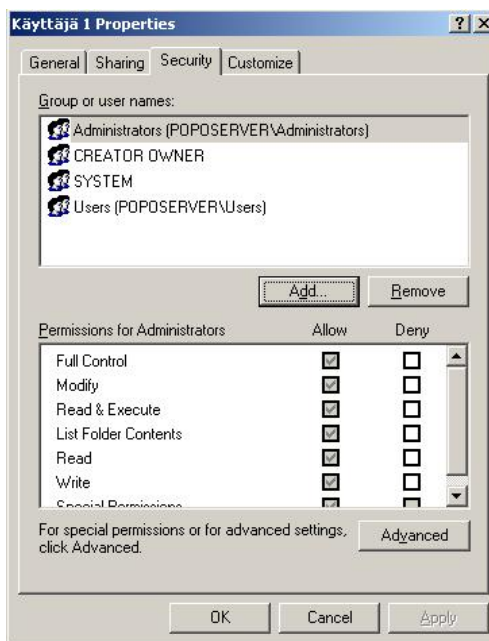 Käyttäjä 1 Properties
General Sharing Security Customize
Group or user names:
Administrators (POPOSERVER\Administrators)
CREATOR OWNER
SYSTEM
Users (POPOSERVER\Users)
Add... Remove
Permissions for Administrators Allow Deny
Full Control
Modify
Read & Execute
List Folder Contents
Read
Write
Special Permissions
For special permissions or for advanced settings,
click Advanced.
Advanced
OK Cancel Apply